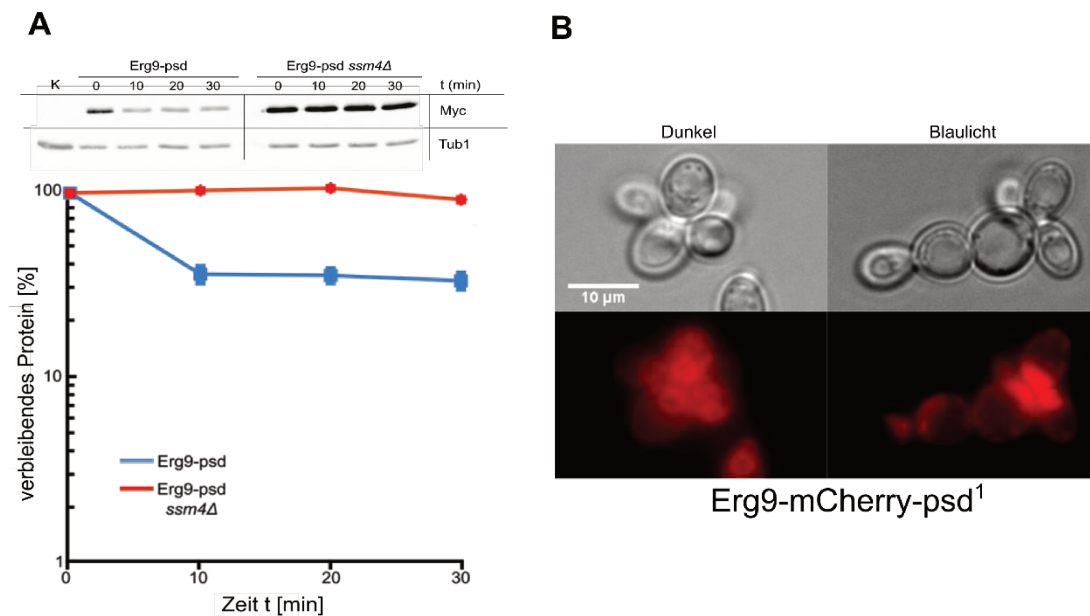 A
B
Erg9-psd Erg9-psd ssm4Δ
K 0 10 20 30 0 10 20 30 t (min)
Myc
Tub1
verbleibendes Protein [%]
100
10
1
Erg9-psd
Erg9-psd
ssm4Δ
0 10 20 30
Zeit t [min]
Dunkel Blaulicht
10 µm
Erg9-mCherry-psd¹